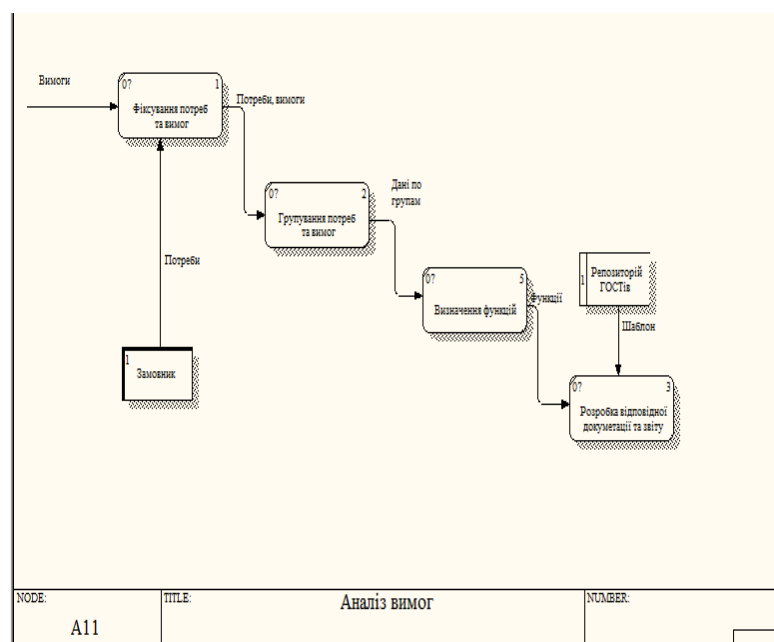 Вимоги
0? 1
Фіксування потреб
та вимог
Потреби, вимоги
0? 2
Групування потреб
та вимог
Дані по
групам
0? 5
Визначення функцій
Функції
1
Репозиторій
ГОСТів
Шаблон
Потреби
1
Замовник
0? 3
Розробка відповідної
документації та звіту
NODE:
A11
TITLE:
Аналіз вимог
NUMBER: